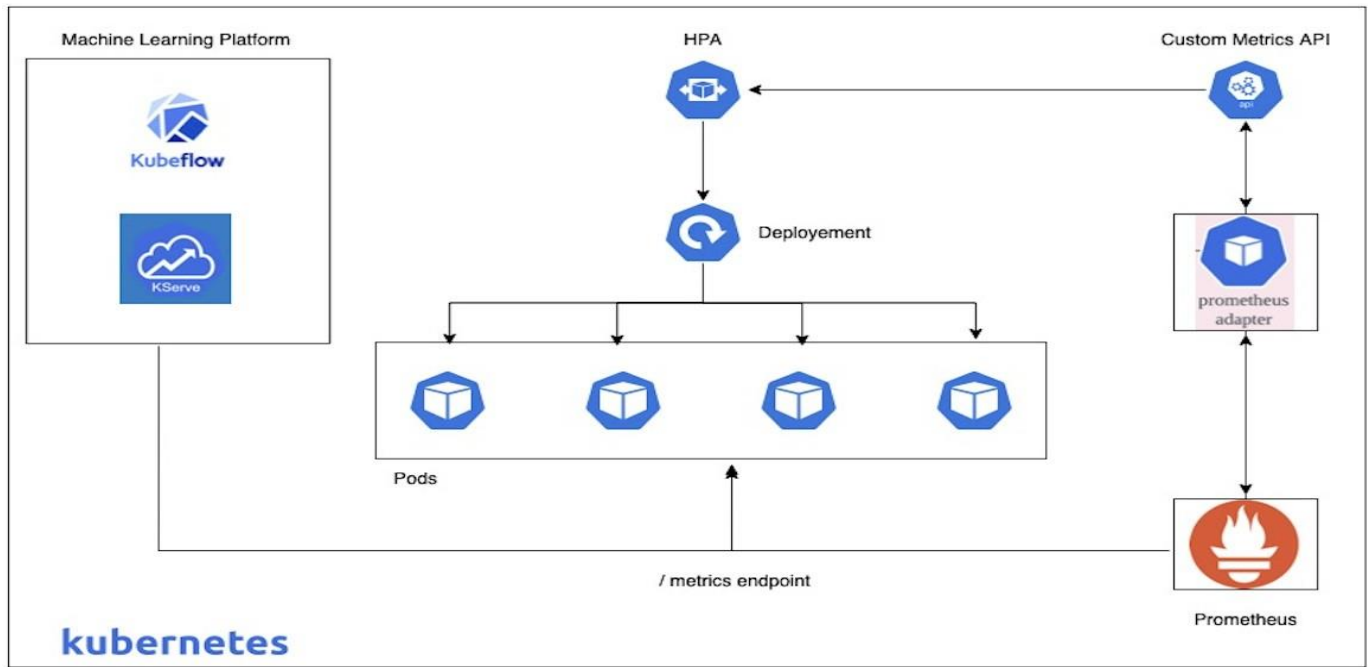 Machine Learning Platform
HPA
Custom Metrics API
Kubeflow
api
KServe
Deployement
prometheus
adapter
Pods
/ metrics endpoint
Prometheus
kubernetes